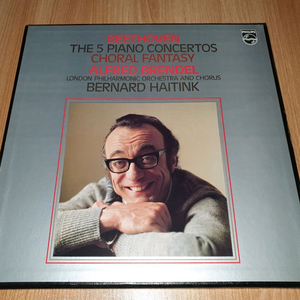 PHILIPS
BEETHOVEN
THE 5 PIANO CONCERTOS
CHORAL FANTASY
ALFRED BRENDEL
LONDON PHILHARMONIC ORCHESTRA AND CHORUS
BERNARD HAITINK